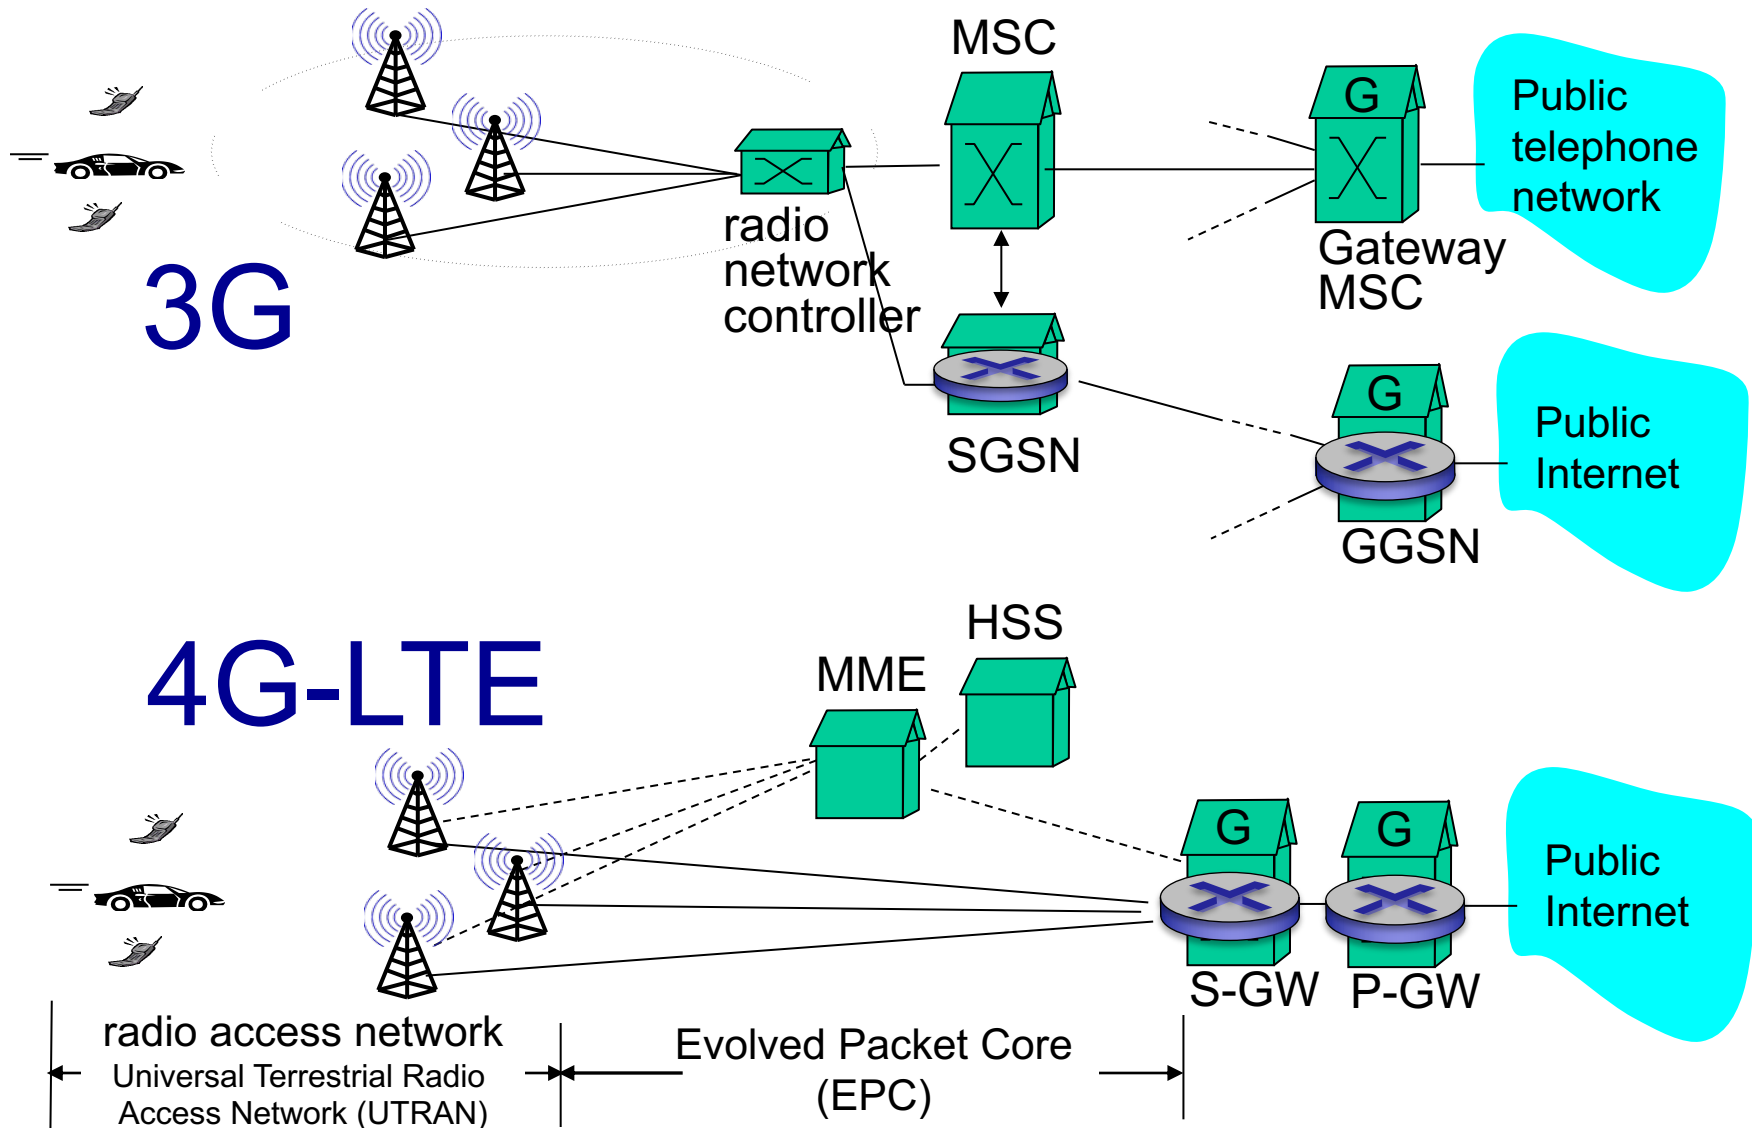 MSC
G
Public
telephone
network
radio
network
controller
Gateway
MSC
3G
G
Public
Internet
SGSN
GGSN
HSS
4G-LTE
MME
G
G
Public
Internet
S-GW
P-GW
radio access network
Universal Terrestrial Radio
Access Network (UTRAN)
Evolved Packet Core
(EPC)